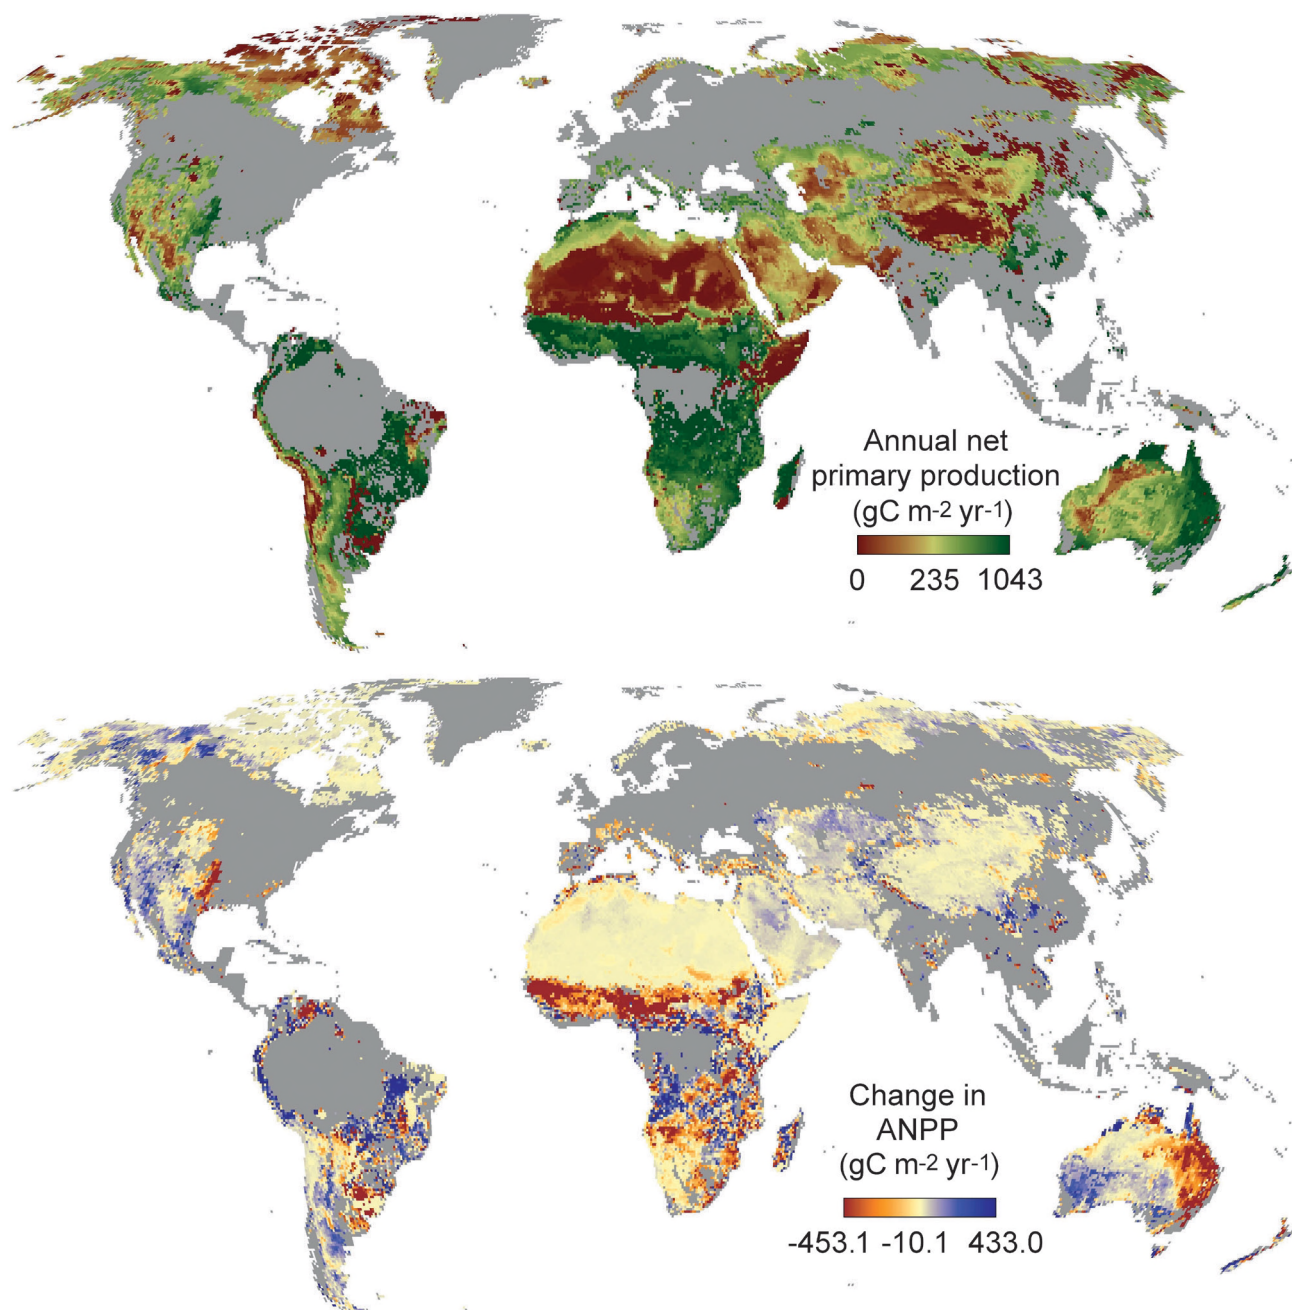 Annual net
primary production
(gC m-2 yr-1)
0 235 1043
Change in
ANPP
(gC m-2 yr-1)
-453.1 -10.1 433.0